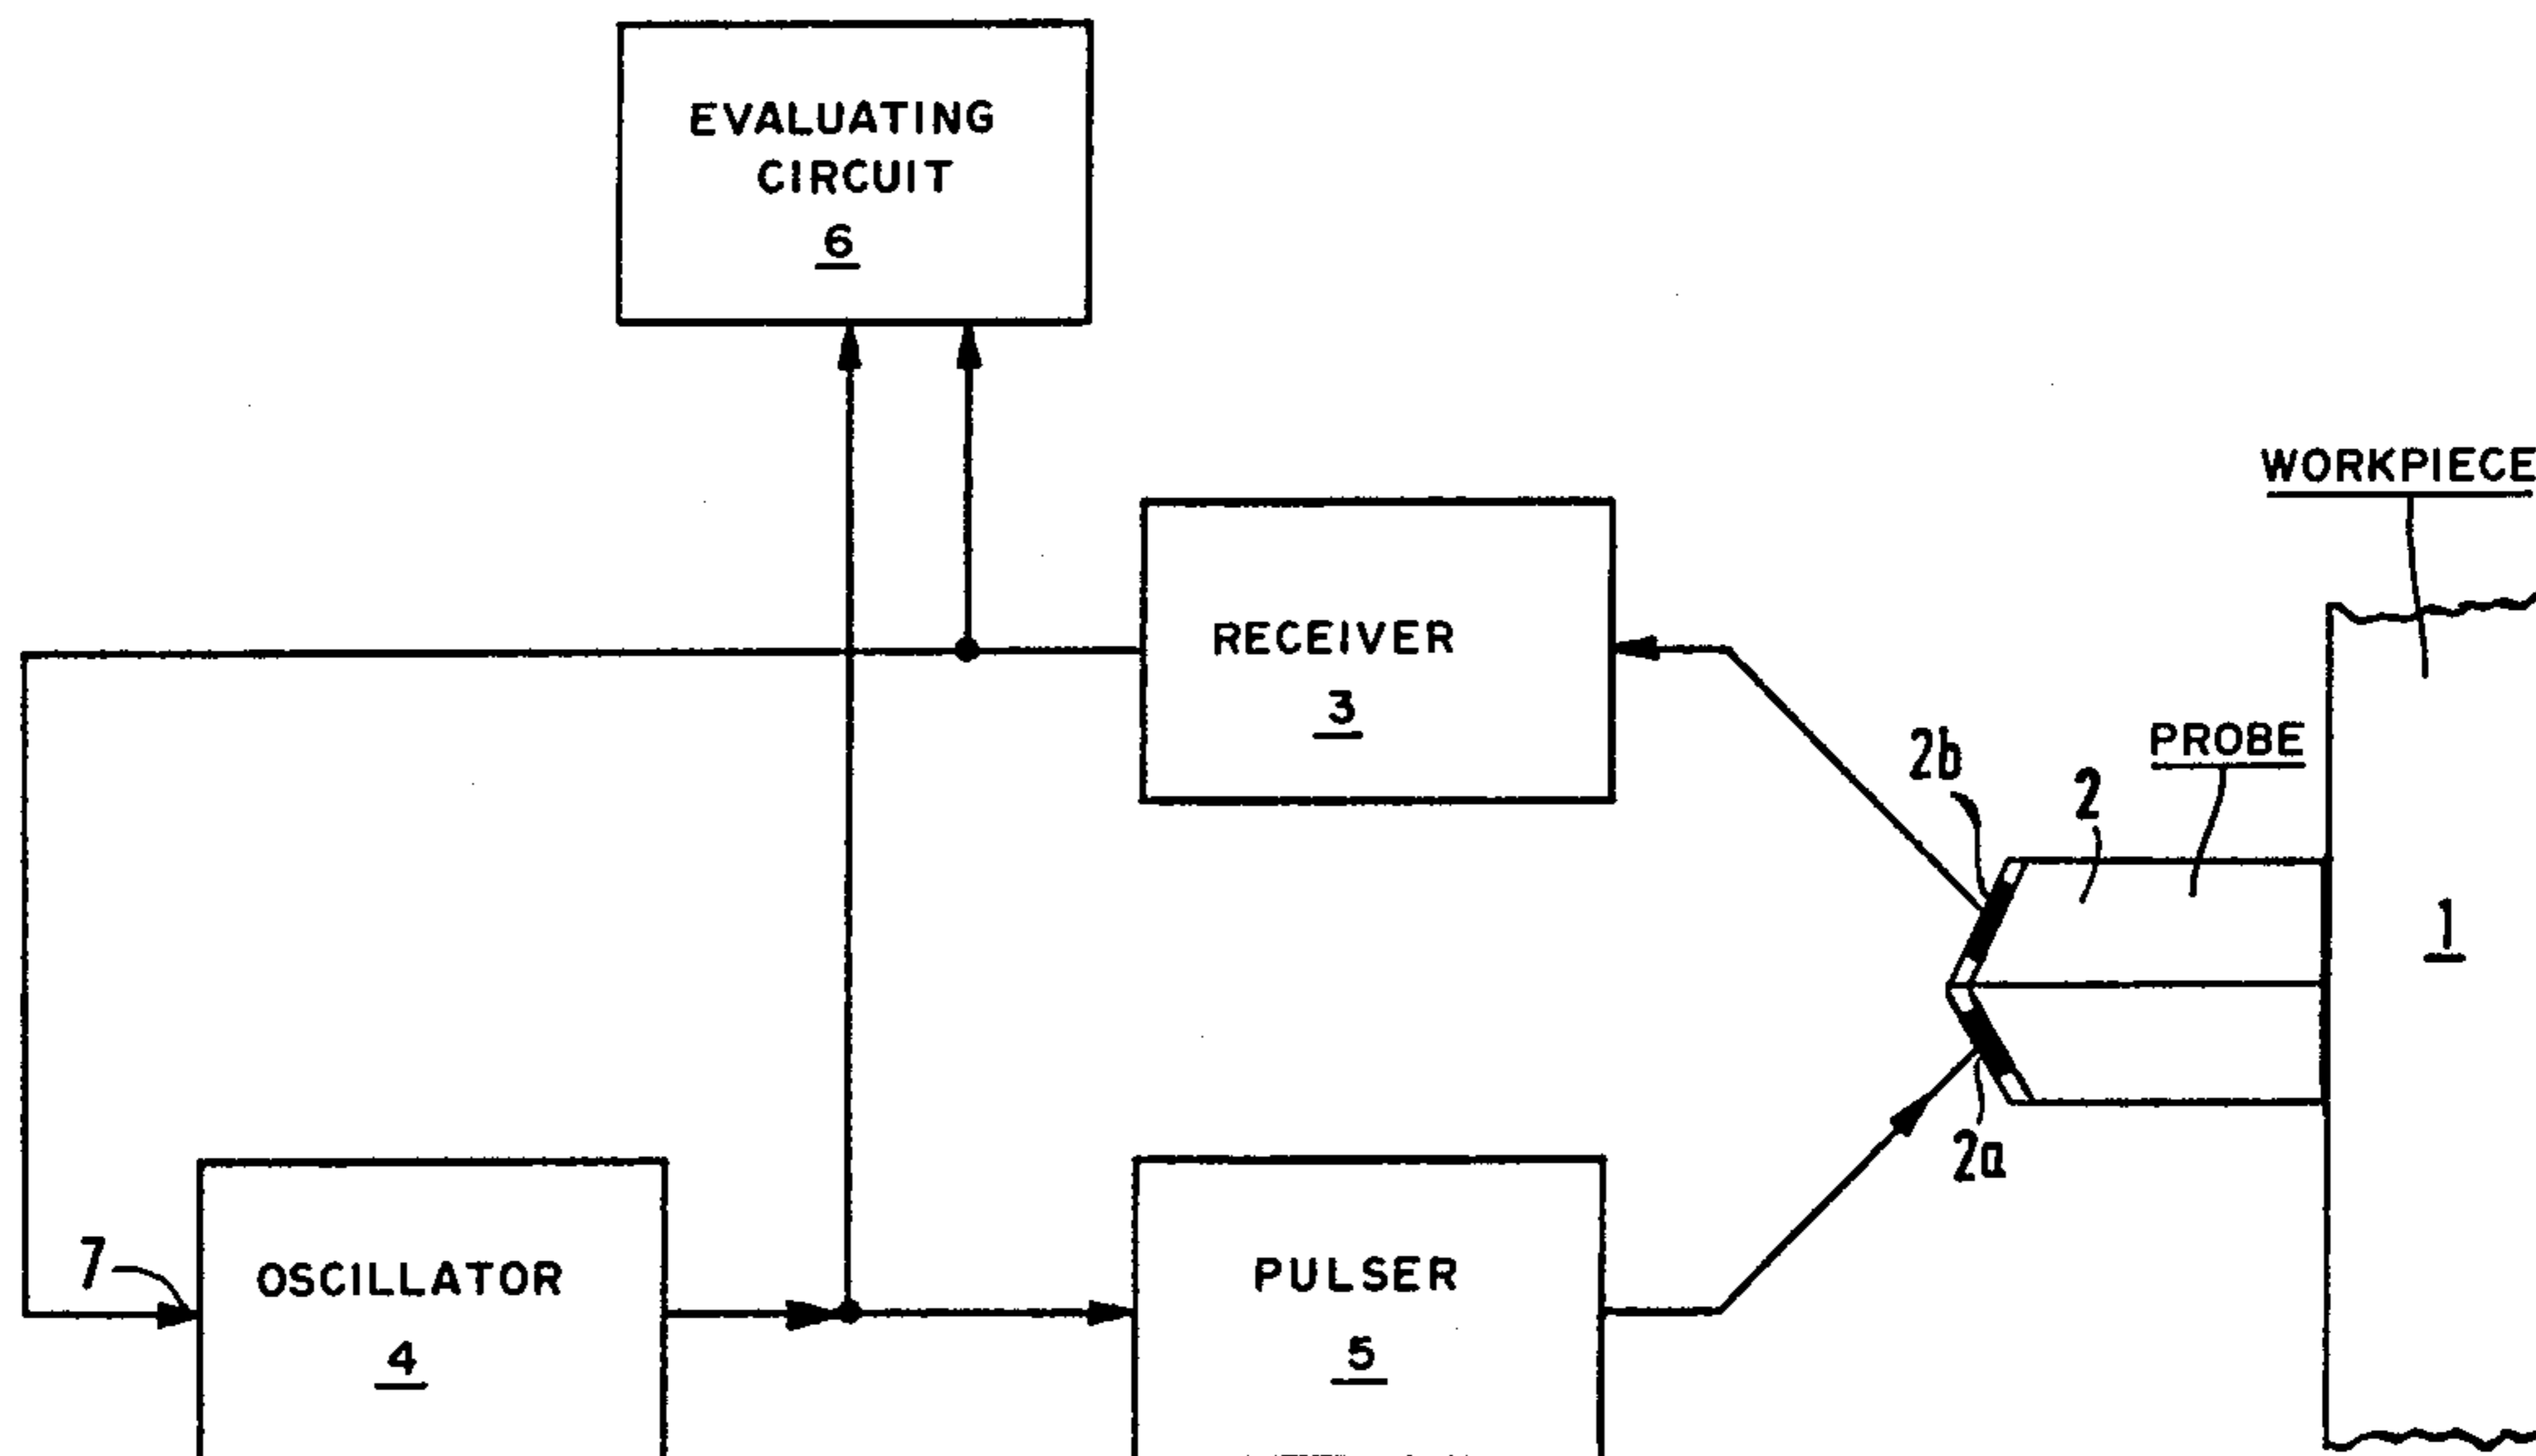 EVALUATING
CIRCUIT
6
WORKPIECE
RECEIVER
3
PROBE
2b
2
1
2a
7
OSCILLATOR
4
PULSER
5